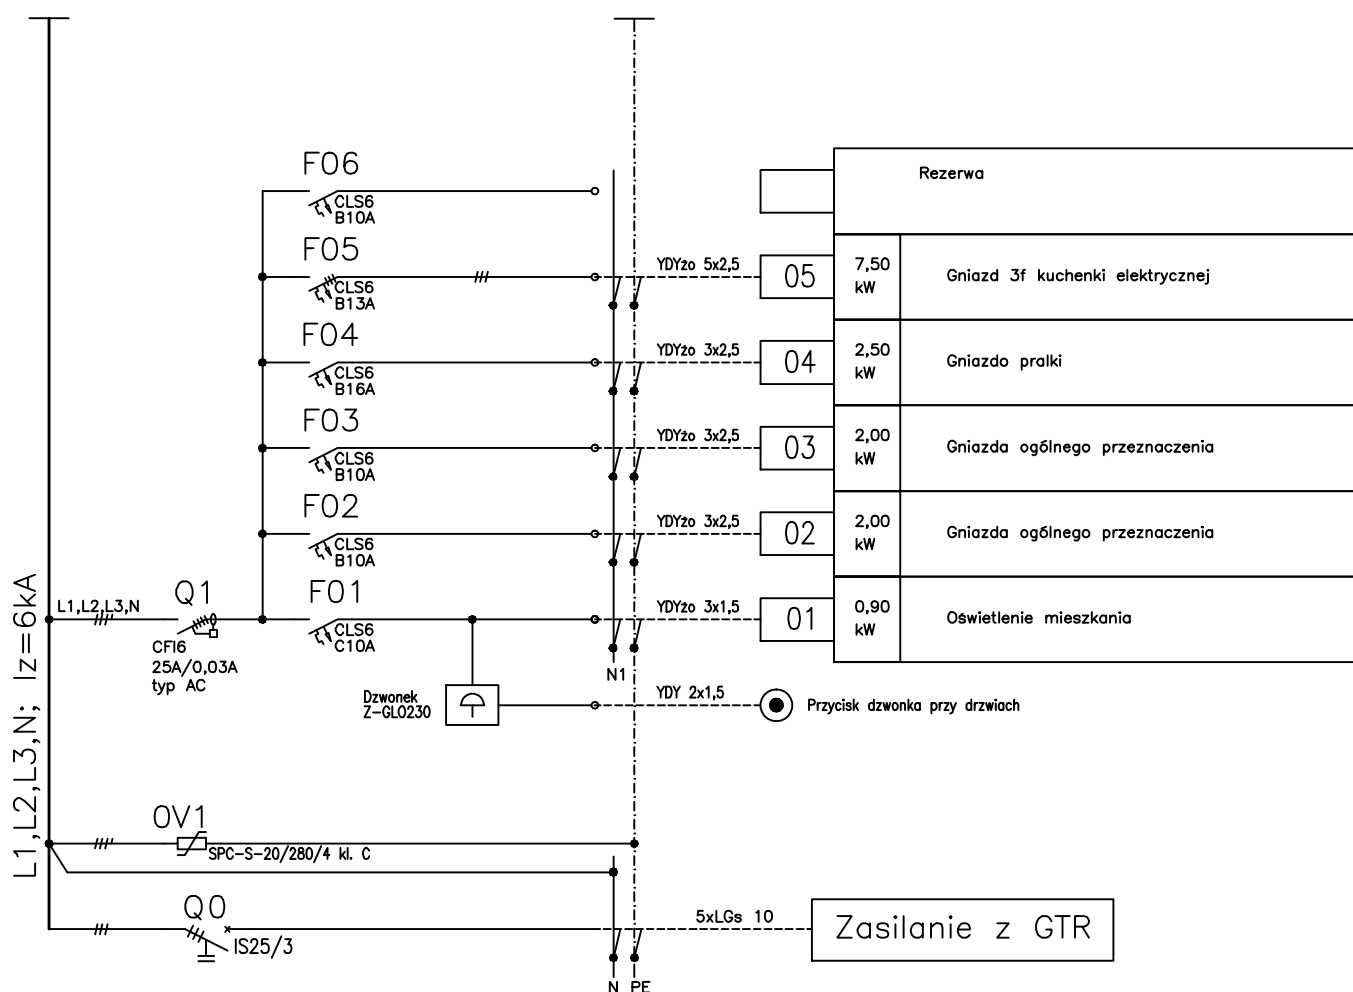 F06
CLS6
B10A
Rezerwa
F05
CLS6
B13A
YDYżo 5x2,5
05
7,50
kW
Gniazd 3f kuchenki elektrycznej
F04
CLS6
B16A
YDYżo 3x2,5
04
2,50
kW
Gniazdo pralki
F03
CLS6
B10A
YDYżo 3x2,5
03
2,00
kW
Gniazda ogólnego przeznaczenia
F02
CLS6
B10A
YDYżo 3x2,5
02
2,00
kW
Gniazda ogólnego przeznaczenia
L1,L2,L3,N; Iz=6kA
L1,L2,L3,N
Q1
CFI6
25A/0,03A
typ AC
F01
CLS6
C10A
YDYżo 3x1,5
01
0,90
kW
Oświetlenie mieszkania
N1
Dzwonek
Z-GLO230
YDY 2x1,5
Przycisk dzwonka przy drzwiach
OV1
SPC-S-20/280/4 kl. C
Q0
IS25/3
5xLGs 10
Zasilanie z GTR
N PE